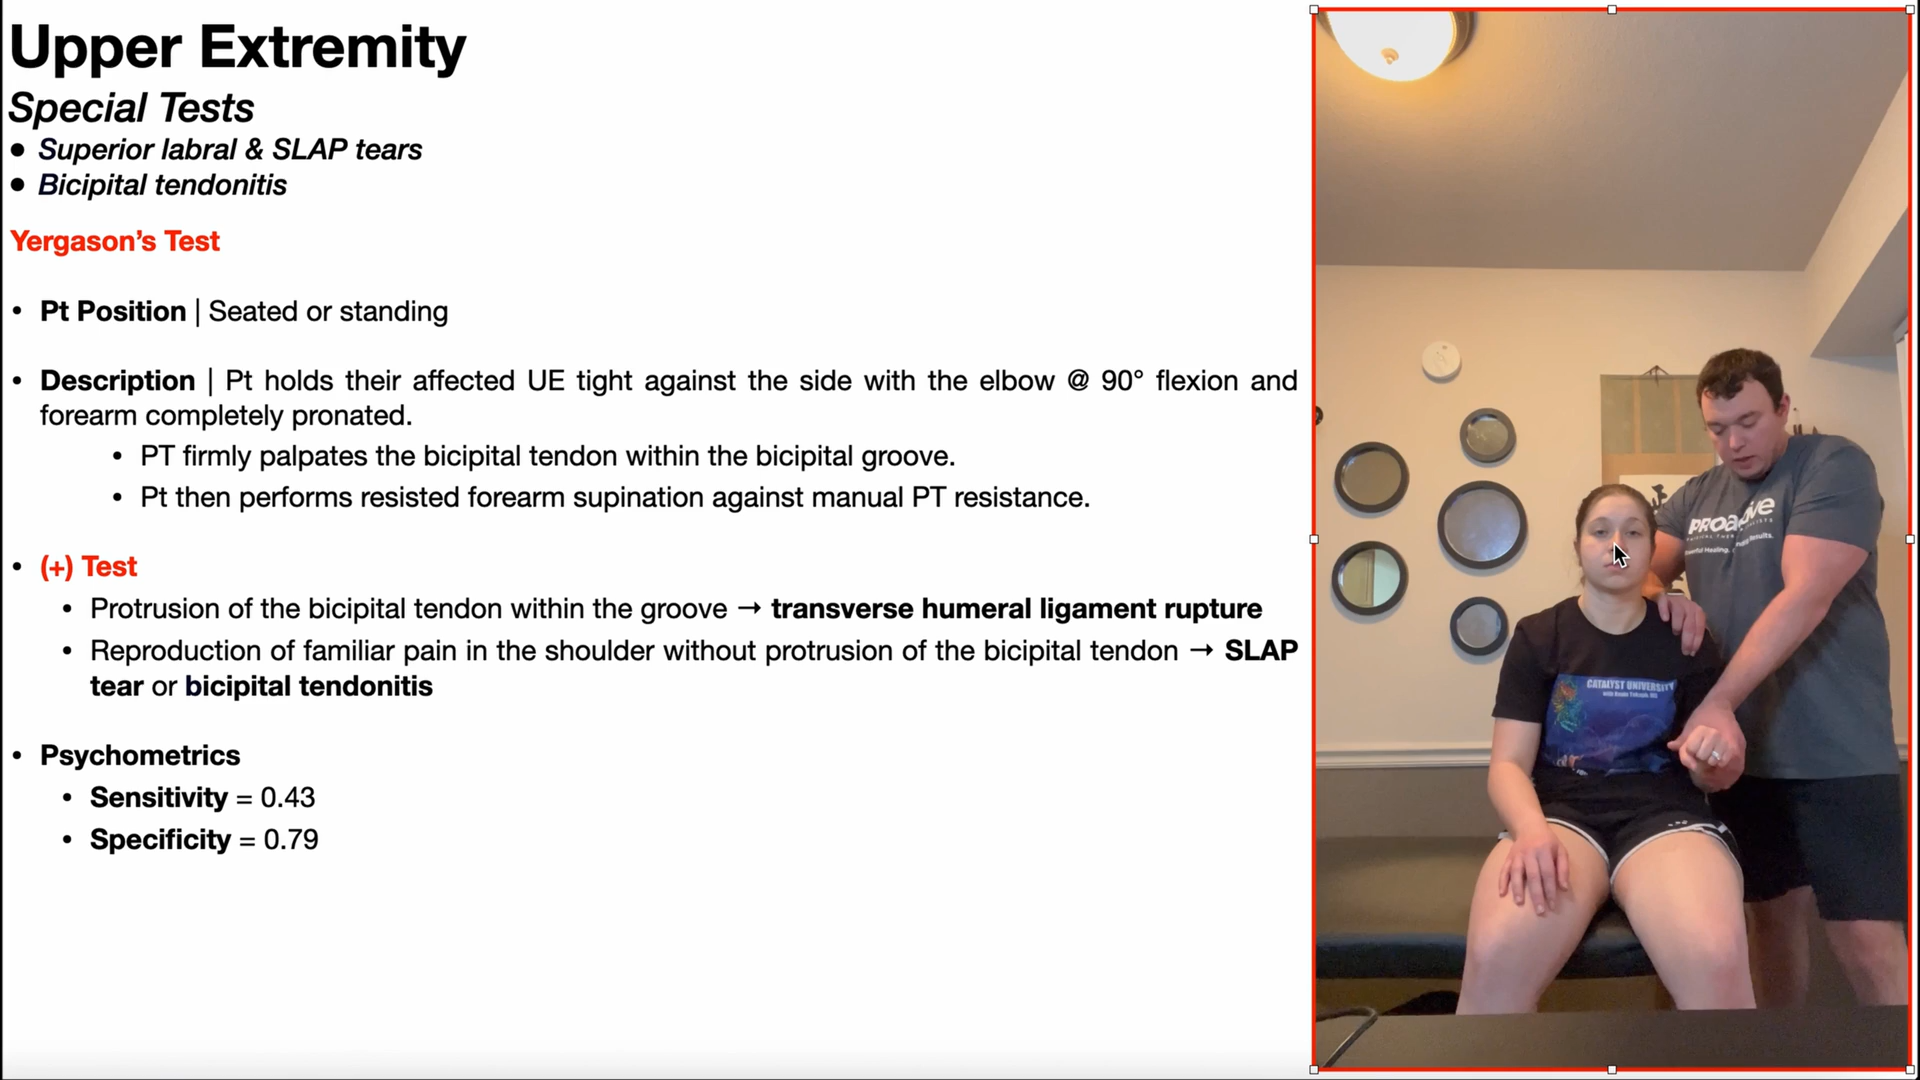 Upper Extremity
Special Tests
• Superior labral & SLAP tears
• Bicipital tendonitis
Yergason's Test
• Pt Position | Seated or standing
• Description | Pt holds their affected UE tight against the side with the elbow @ 90° flexion and
forearm completely pronated.
• PT firmly palpates the bicipital tendon within the bicipital groove.
• Pt then performs resisted forearm supination against manual PT resistance.
• (+) Test
• Protrusion of the bicipital tendon within the groove → transverse humeral ligament rupture
• Reproduction of familiar pain in the shoulder without protrusion of the bicipital tendon → SLAP
tear or bicipital tendonitis
• Psychometrics
• Sensitivity = 0.43
• Specificity = 0.79
CATALYST UNIVERSITY